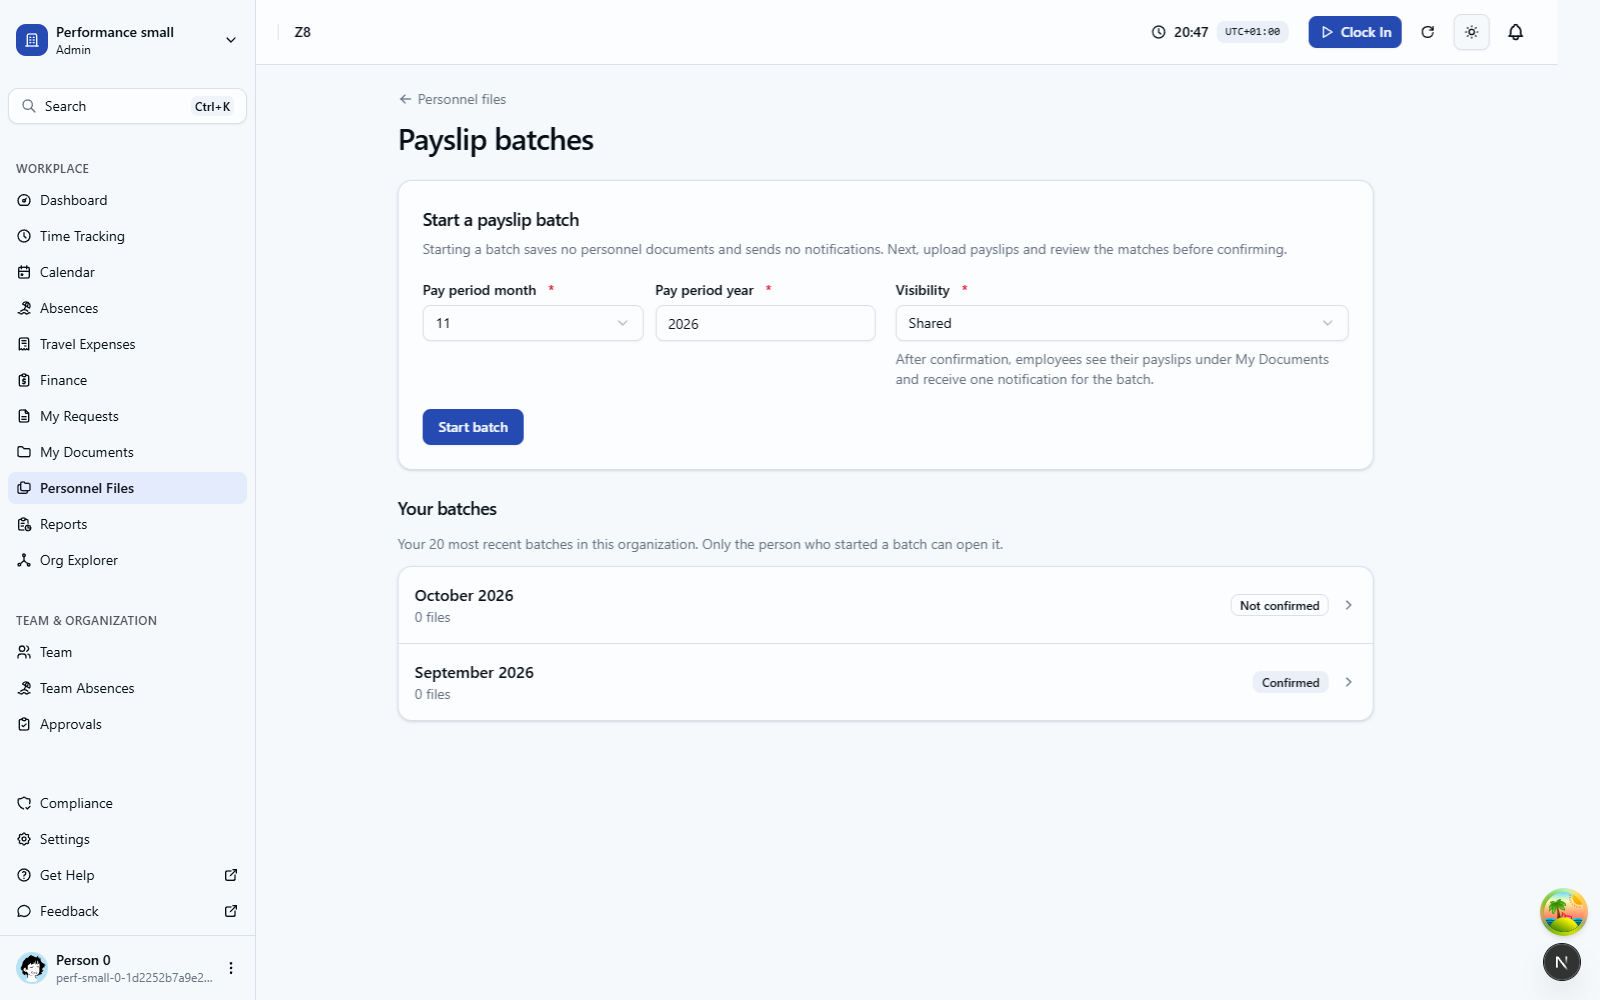 Performance small
Admin
Search
Ctrl+K
WORKPLACE
Dashboard
Time Tracking
Calendar
Absences
Travel Expenses
Finance
My Requests
My Documents
Personnel Files
Reports
Org Explorer
TEAM & ORGANIZATION
Team
Team Absences
Approvals
Compliance
Settings
Get Help
Feedback
Person 0
perf-small-0-1d2252b7a9e2...
Z8
20:47
UTC+01:00
Clock In
Personnel files
Payslip batches
Start a payslip batch
Starting a batch saves no personnel documents and sends no notifications. Next, upload payslips and review the matches before confirming.
Pay period month *
11
Pay period year *
2026
Visibility *
Shared
After confirmation, employees see their payslips under My Documents
and receive one notification for the batch.
Start batch
Your batches
Your 20 most recent batches in this organization. Only the person who started a batch can open it.
October 2026
0 files
Not confirmed
September 2026
0 files
Confirmed
N